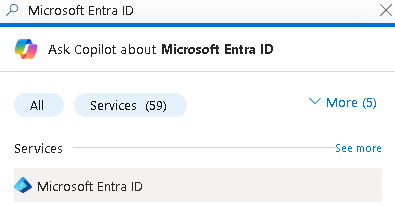 Microsoft Entra ID
Ask Copilot about Microsoft Entra ID
All
Services (59)
More (5)
Services
See more
Microsoft Entra ID